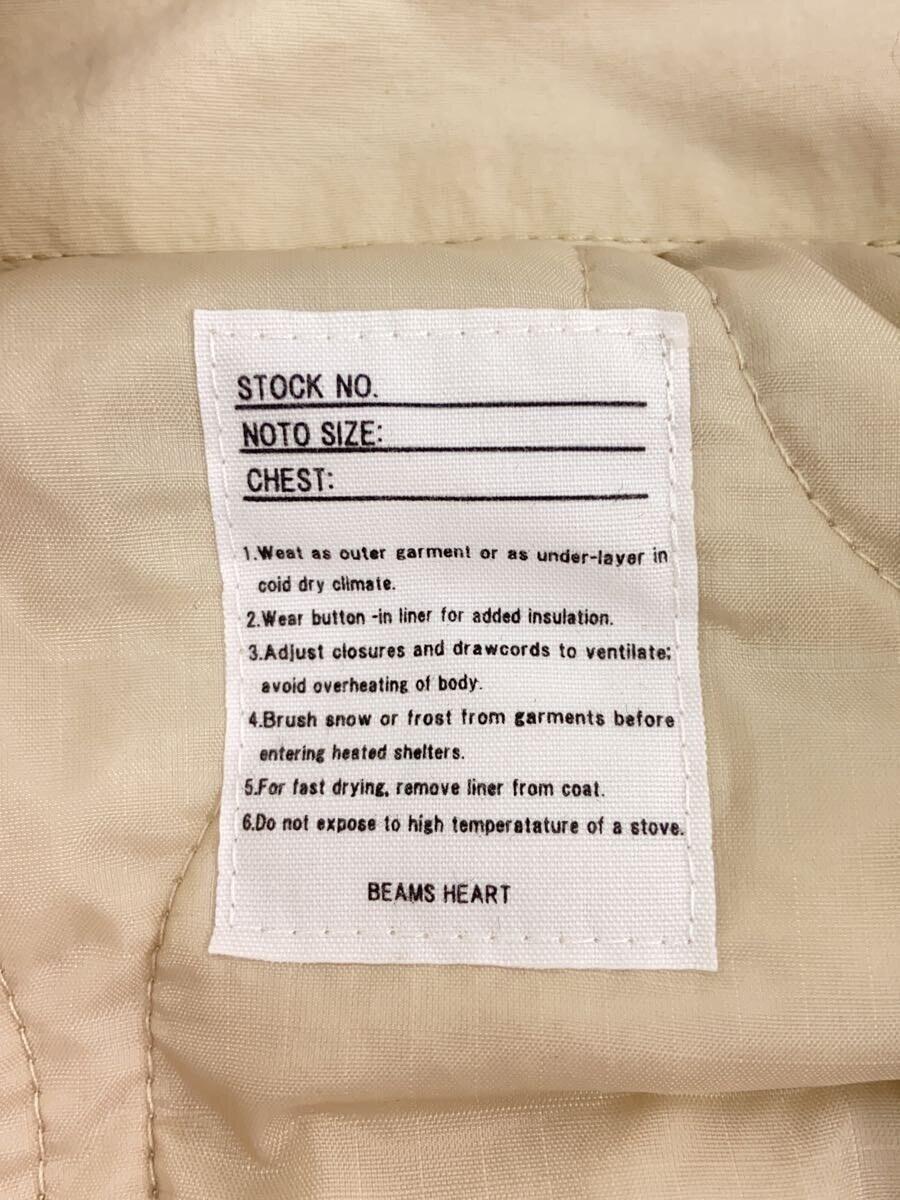 STOCK NO.
NOTO SIZE:
CHEST:
1.Weat as outer garment or as under-layer in
cold dry climate.
2.Wear button -in liner for added insulation.
3.Adjust closures and drawcords to ventilate;
avoid overheating of body.
4.Brush snow or frost from garments before
entering heated shelters.
5.For fast drying, remove liner from coat.
6.Do not expose to high temperatature of a stove.
BEAMS HEART